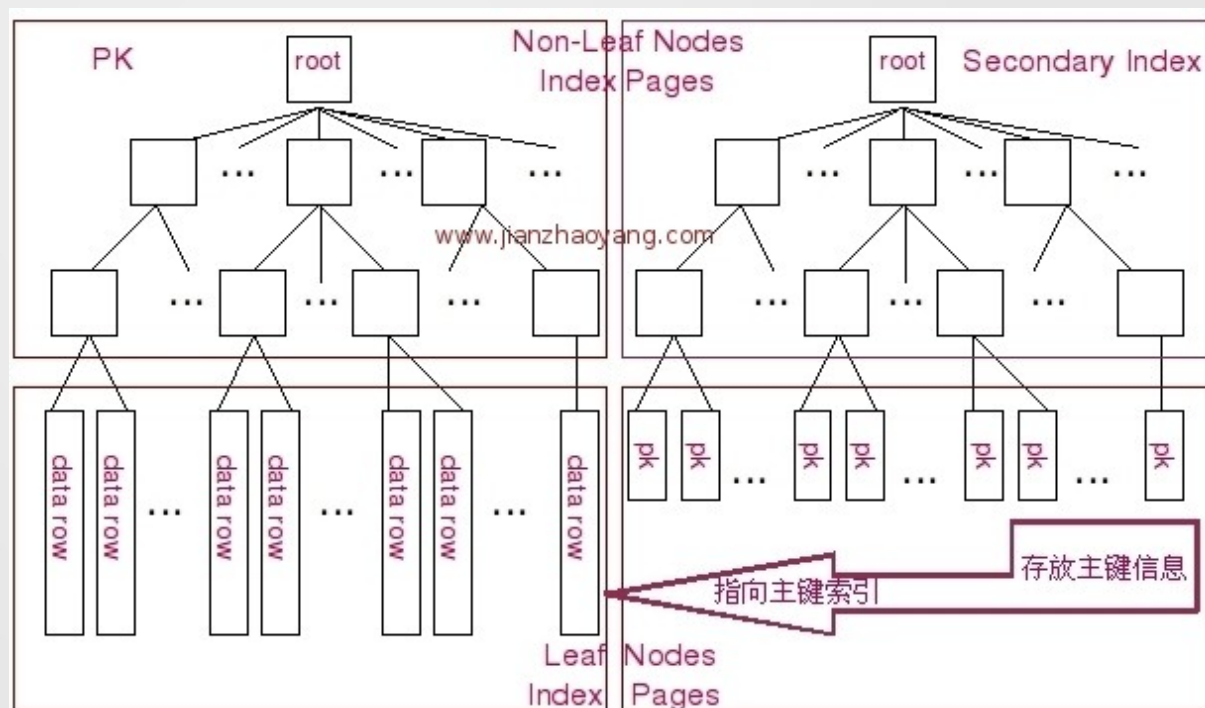 PK
root
Non-Leaf Nodes
Index Pages
root
Secondary Index
...
...
...
...
...
...
www.jianzhaoyang.com
...
...
...
...
...
...
data row
data row
...
data row
data row
...
data row
data row
...
data row
pk
pk
...
pk
pk
...
pk
pk
...
pk
存放主键信息
指向主键索引
Leaf Nodes
Index Pages